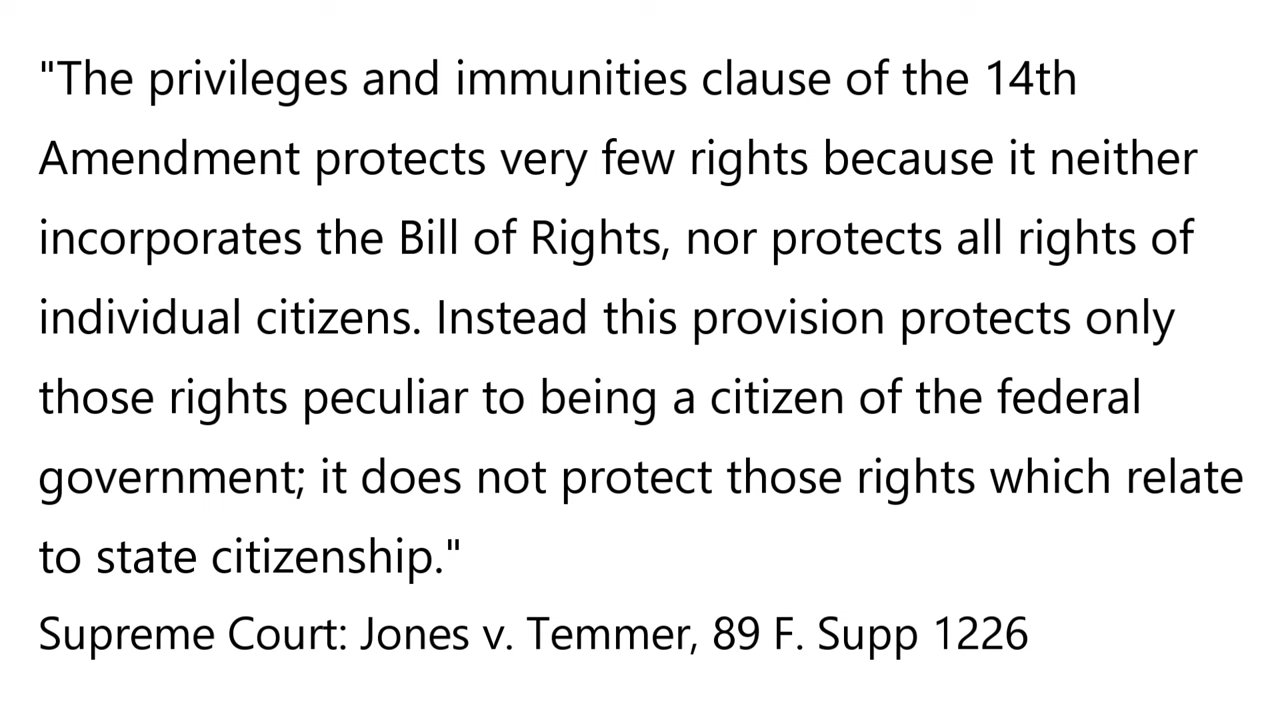 "The privileges and immunities clause of the 14th
Amendment protects very few rights because it neither
incorporates the Bill of Rights, nor protects all rights of
individual citizens. Instead this provision protects only
those rights peculiar to being a citizen of the federal
government; it does not protect those rights which relate
to state citizenship."
Supreme Court: Jones v. Temmer, 89 F. Supp 1226